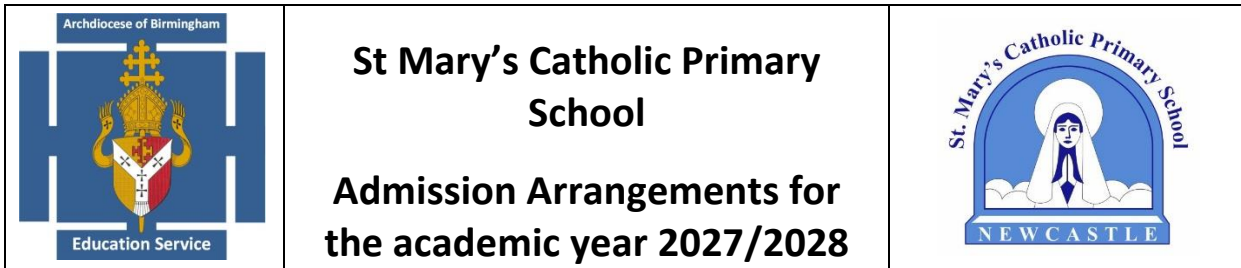 Archdiocese of Birmingham
Education Service
St Mary’s Catholic Primary
School
Admission Arrangements for
the academic year 2027/2028
St. Mary's Catholic Primary School
NEWCASTLE